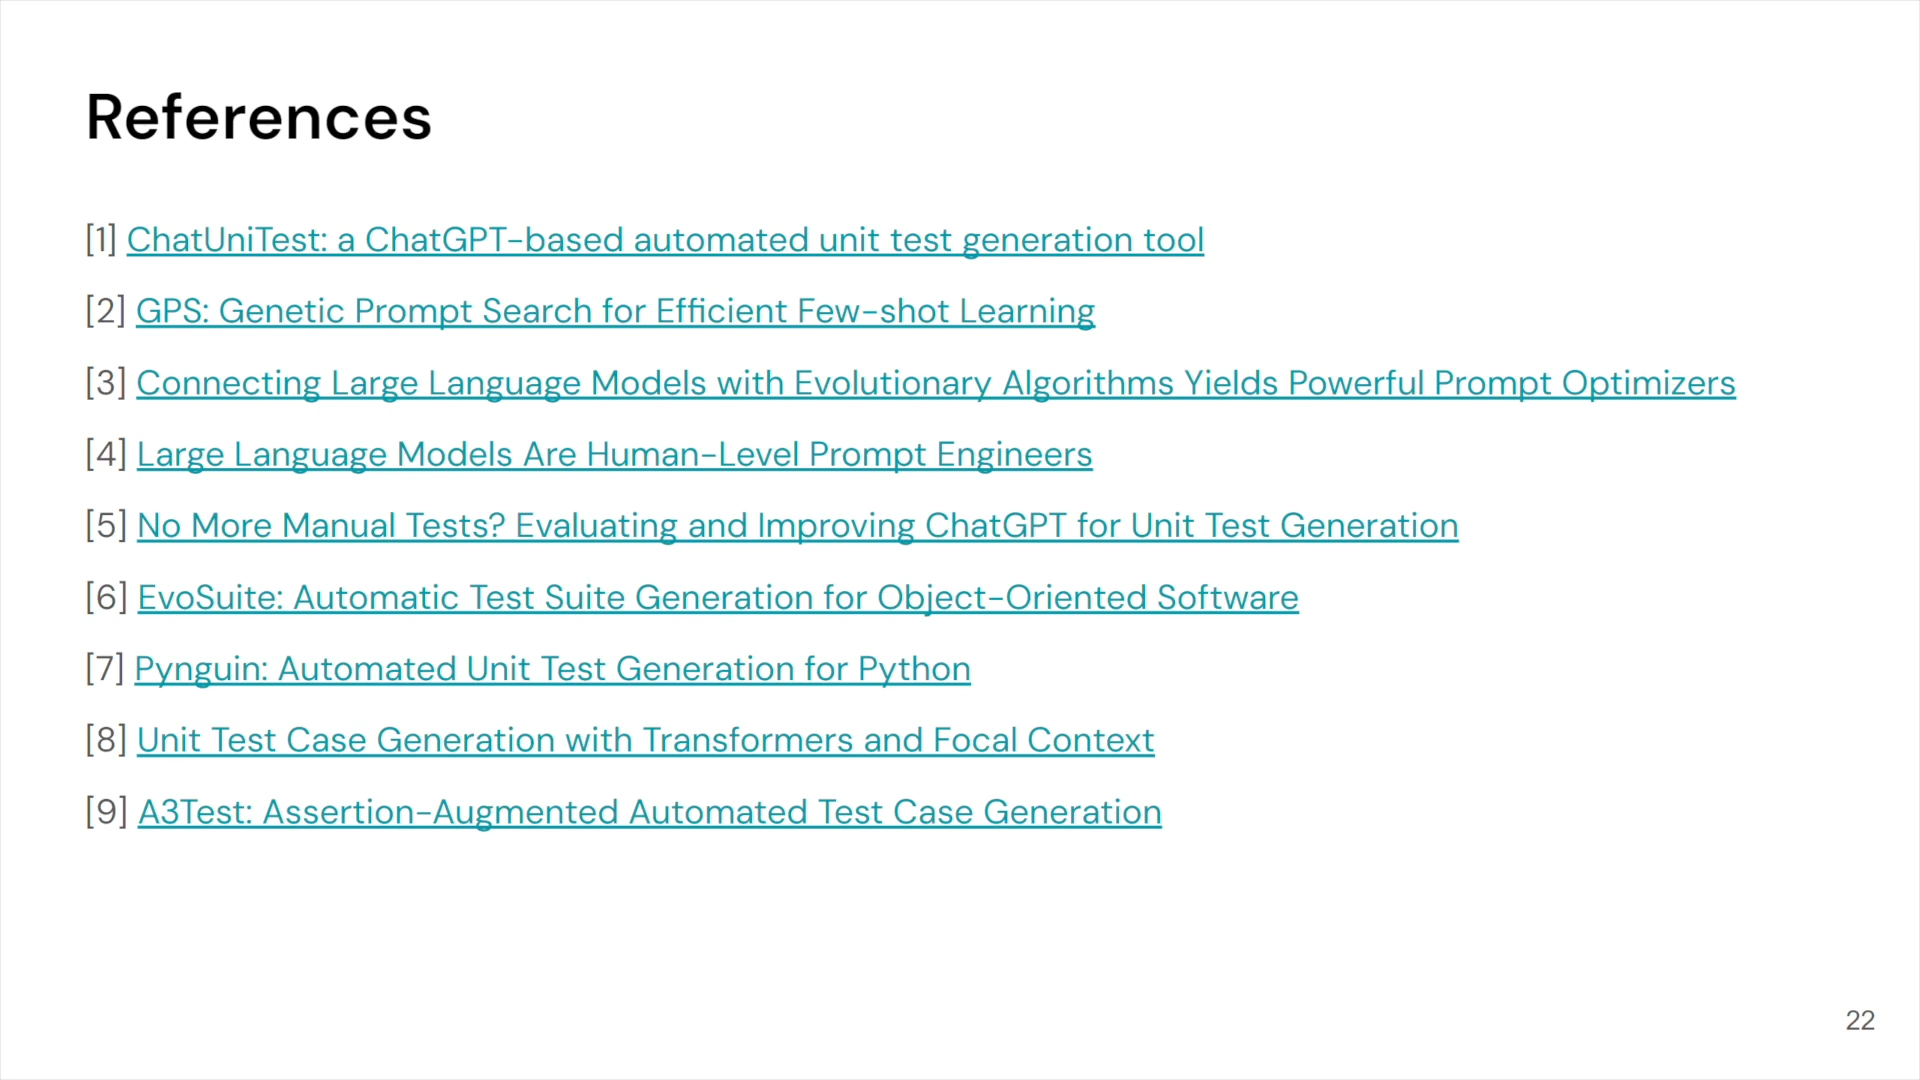 References
[1] ChatUniTest: a ChatGPT-based automated unit test generation tool
[2] GPS: Genetic Prompt Search for Efficient Few-shot Learning
[3] Connecting Large Language Models with Evolutionary Algorithms Yields Powerful Prompt Optimizers
[4] Large Language Models Are Human-Level Prompt Engineers
[5] No More Manual Tests? Evaluating and Improving ChatGPT for Unit Test Generation
[6] EvoSuite: Automatic Test Suite Generation for Object-Oriented Software
[7] Pynguin: Automated Unit Test Generation for Python
[8] Unit Test Case Generation with Transformers and Focal Context
[9] A3Test: Assertion-Augmented Automated Test Case Generation
22